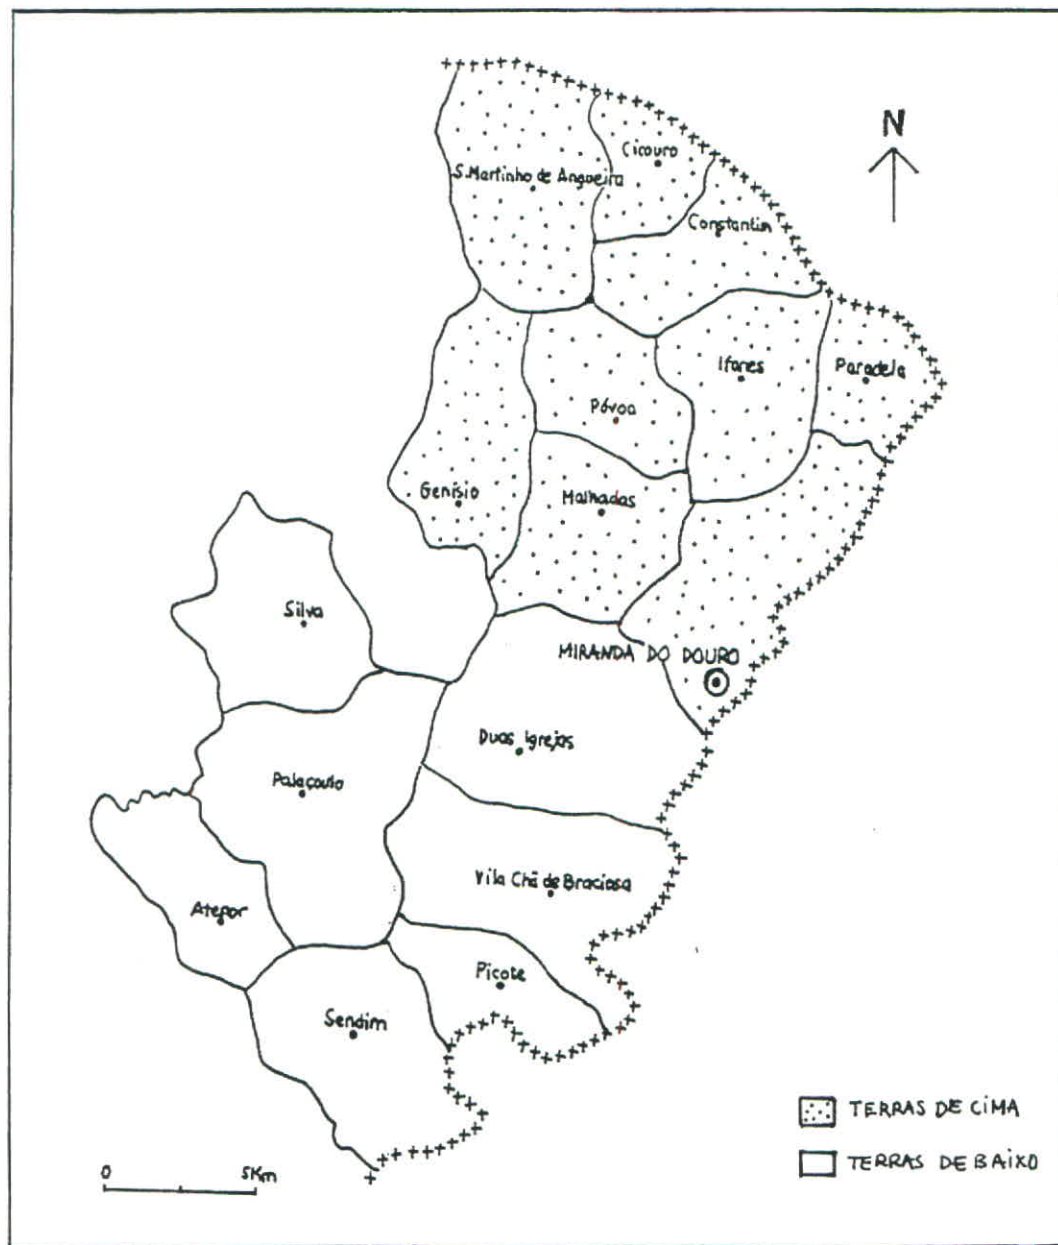 N
Cicouro
S.Martinho de Angueira
Constantim
Ifanes
Paradela
Póvoa
Genísio
Malhadas
Silva
MIRANDA DO DOURO
Duas Igrejas
Palaçoulo
Vila Chã de Braciosa
Atenor
Picote
Sendim
TERRAS DE CIMA
TERRAS DE BAIXO
0 5Km